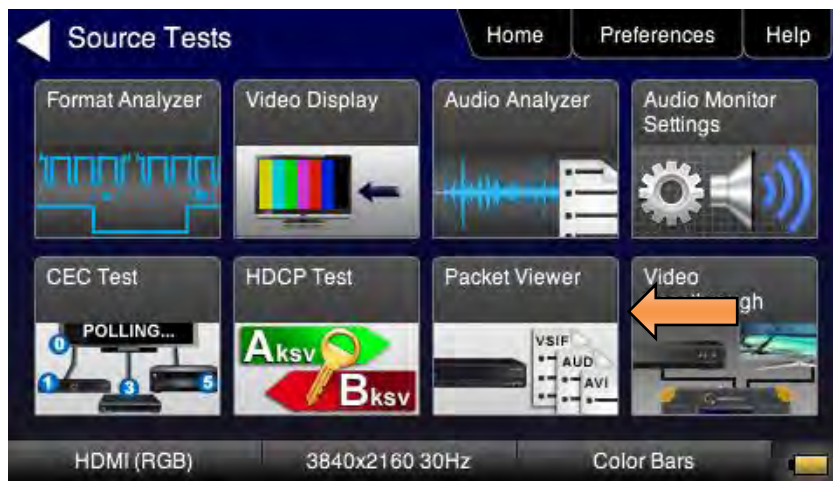 Source Tests
Home
Preferences
Help
Format Analyzer
Video Display
Audio Analyzer
Audio Monitor
Settings
CEC Test
HDCP Test
Packet Viewer
Video
POLLING...
0
1
3
5
Aksv
Bksv
VSIF
AUD
AVI
HDMI (RGB)
3840x2160 30Hz
Color Bars